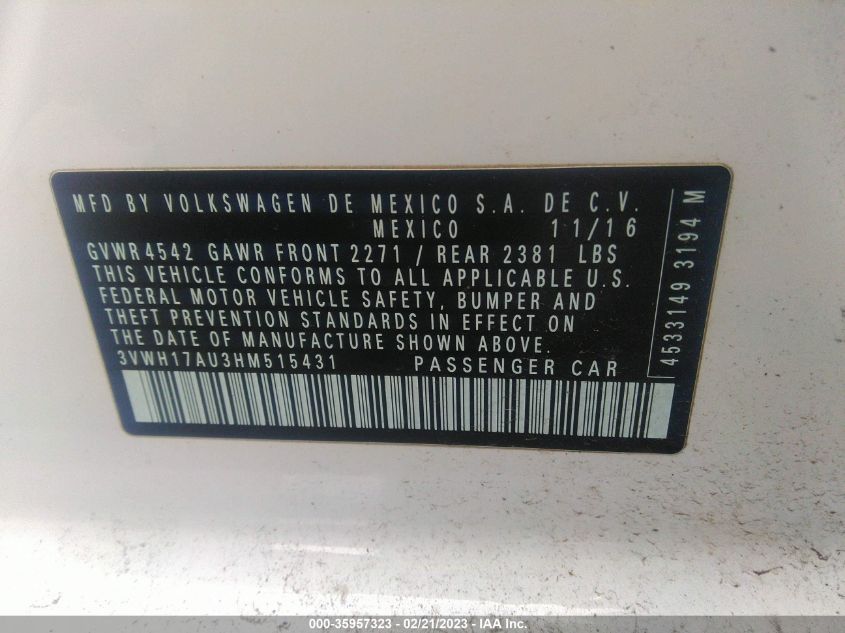 MFD BY VOLKSWAGEN DE MEXICO S.A. DE C.V.
MEXICO 11/16
GVWR 4542 GAWR FRONT 2271 / REAR 2381 LBS
THIS VEHICLE CONFORMS TO ALL APPLICABLE U.S.
FEDERAL MOTOR VEHICLE SAFETY, BUMPER AND
THEFT PREVENTION STANDARDS IN EFFECT ON
THE DATE OF MANUFACTURE SHOWN ABOVE.
3VWH17AU3HM515431 PASSENGER CAR
4533149 3194 M
000-35957323 - 02/21/2023 - © 2023 - IAA, Inc.